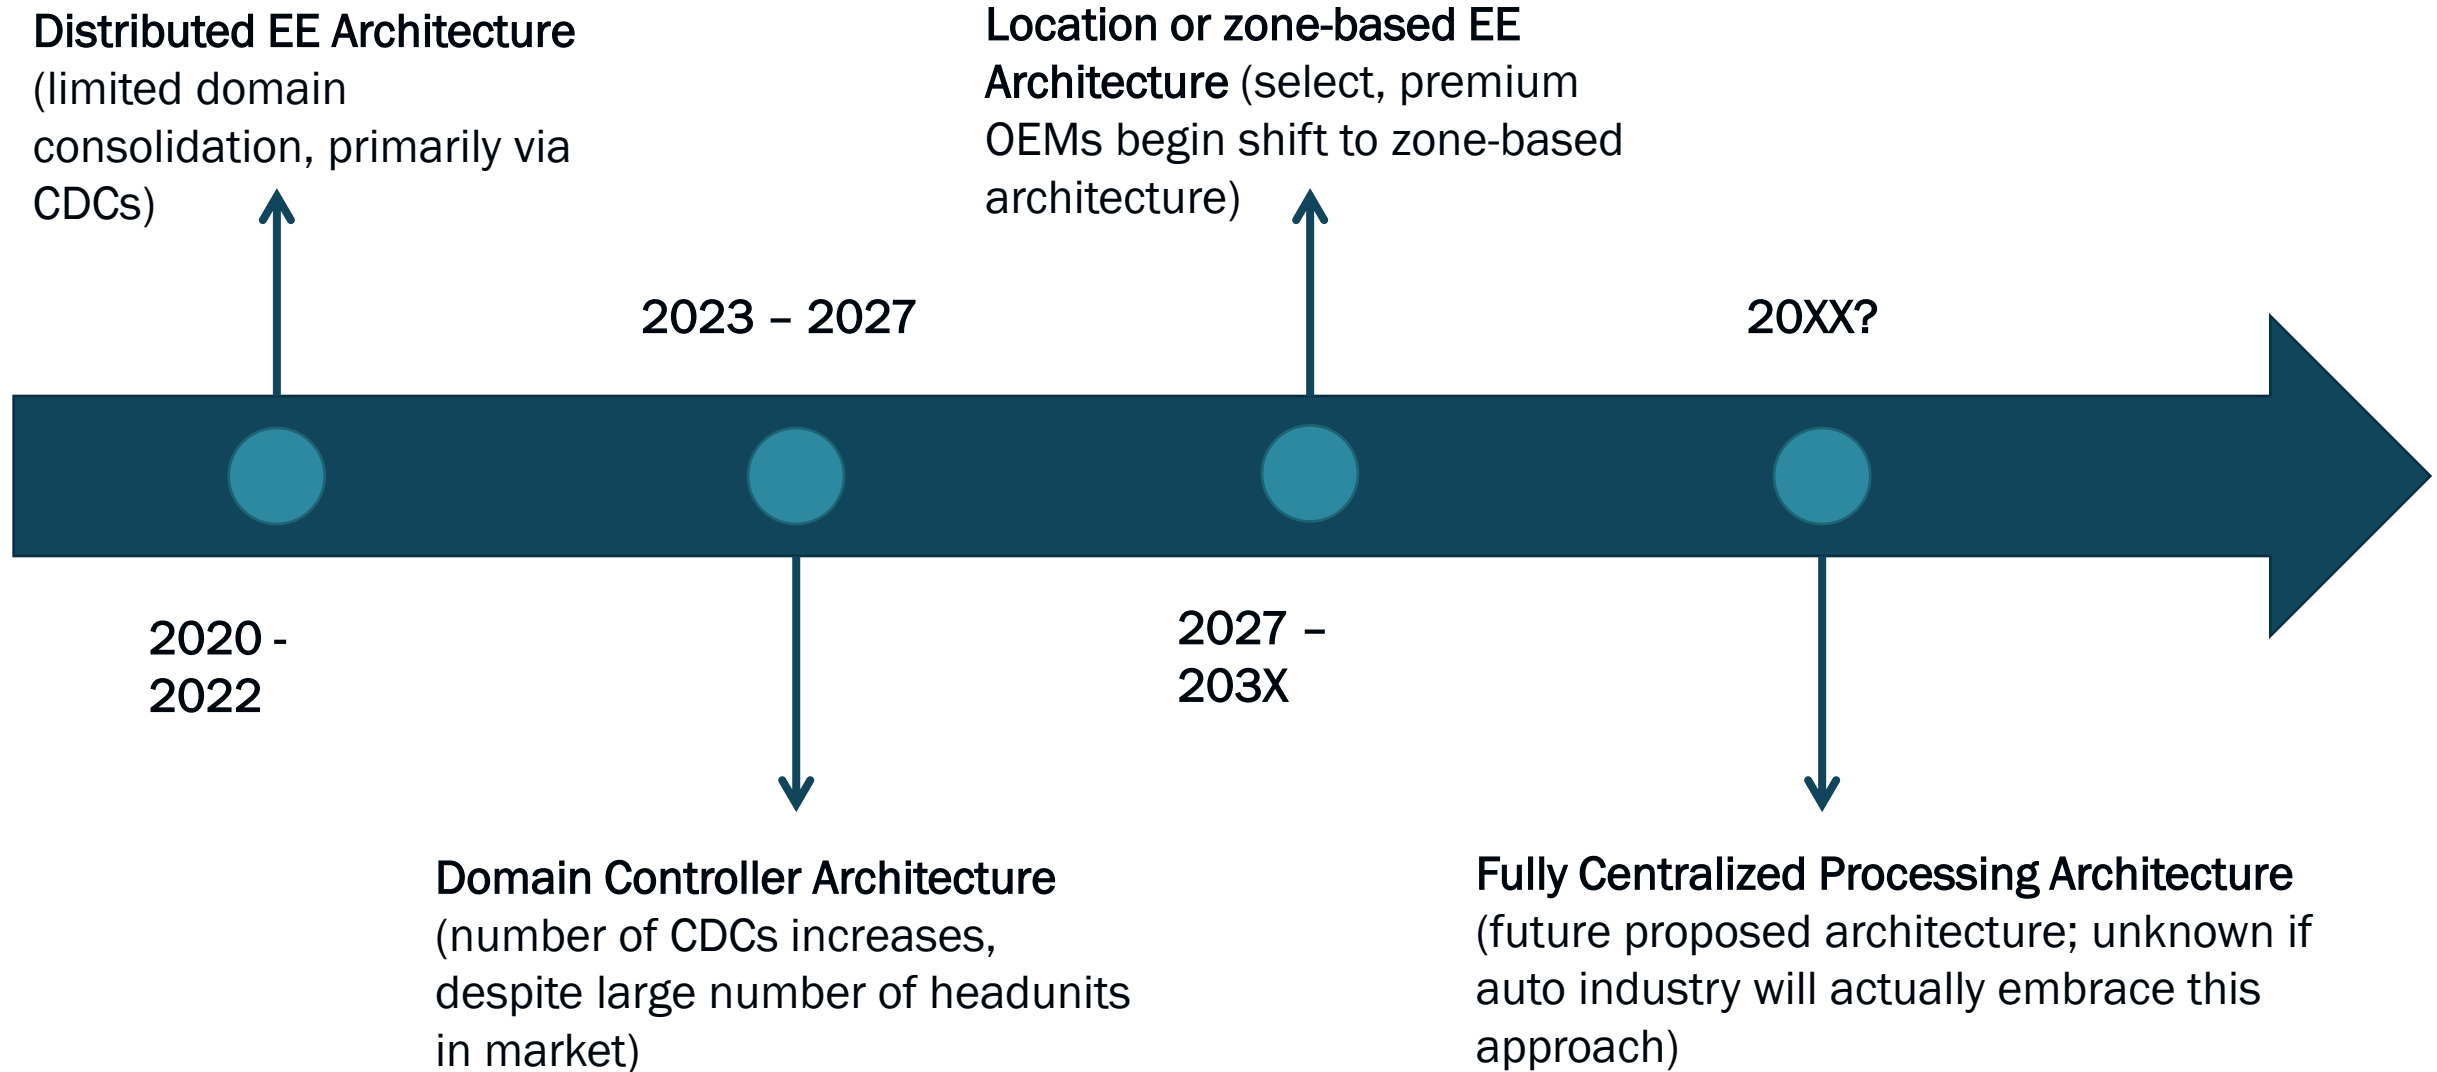 Distributed EE Architecture
(limited domain
consolidation, primarily via
CDCs)
2020 -
2022
2023 – 2027
Domain Controller Architecture
(number of CDCs increases,
despite large number of headunits
in market)
Location or zone-based EE
Architecture (select, premium
OEMs begin shift to zone-based
architecture)
2027 –
203X
20XX?
Fully Centralized Processing Architecture
(future proposed architecture; unknown if
auto industry will actually embrace this
approach)